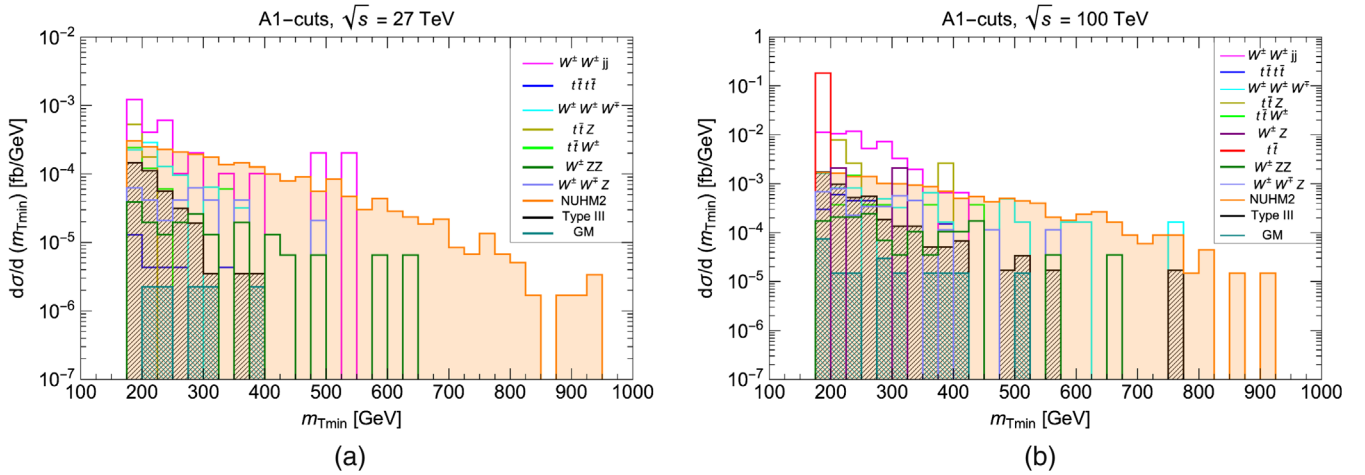 A1−cuts, √s = 27 TeV
10⁻²
10⁻³
10⁻⁴
10⁻⁵
10⁻⁶
10⁻⁷
dσ/d (m_Tmin) [fb/GeV]
W± W± jj
tt̄tt̄
W± W± W∓
tt̄ Z
tt̄ W±
W± ZZ
W± W∓ Z
NUHM2
Type III
GM
100 200 300 400 500 600 700 800 900 1000
m_Tmin [GeV]
(a)
A1−cuts, √s = 100 TeV
1
10⁻¹
10⁻²
10⁻³
10⁻⁴
10⁻⁵
10⁻⁶
10⁻⁷
dσ/d (m_Tmin) [fb/GeV]
W± W± jj
tt̄ tt̄
W± W± W∓
tt̄ Z
tt̄ W±
W± Z
tt̄
W± ZZ
W± W∓ Z
NUHM2
Type III
GM
100 200 300 400 500 600 700 800 900 1000
m_Tmin [GeV]
(b)